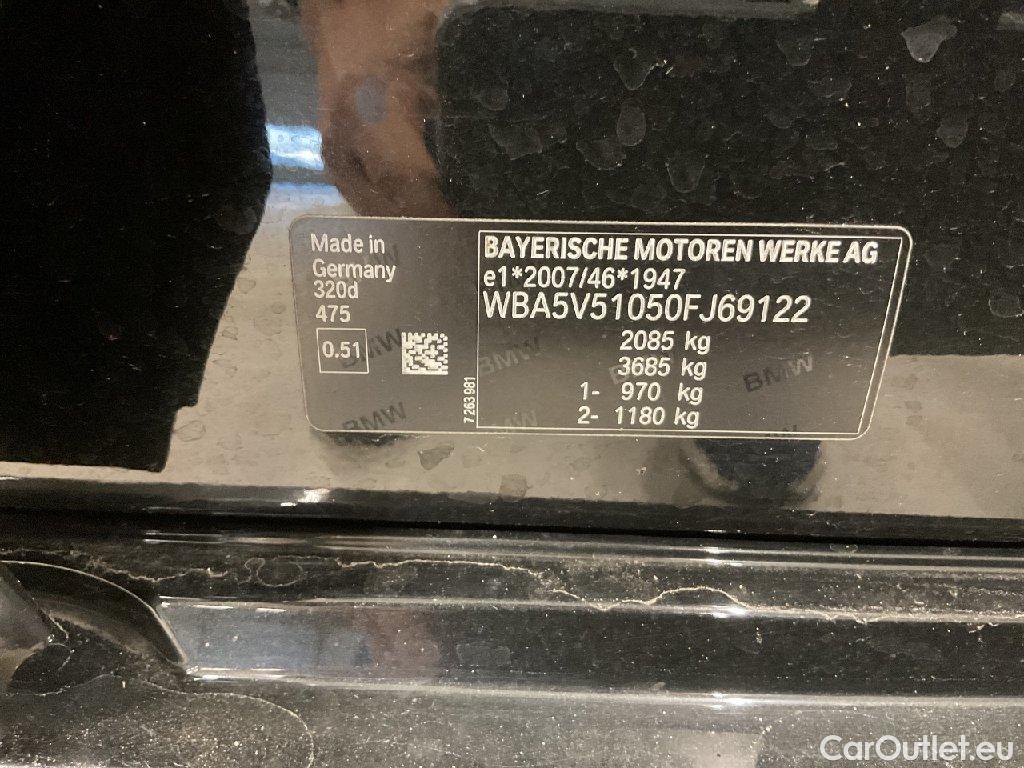 Made in
Germany
320d
475
0.51
7 263 981
BAYERISCHE MOTOREN WERKE AG
e1*2007/46*1947
WBA5V51050FJ69122
2085 kg
3685 kg
1- 970 kg
2- 1180 kg
BMW
BMW
BMW
BMW
BMW
CarOutlet.eu